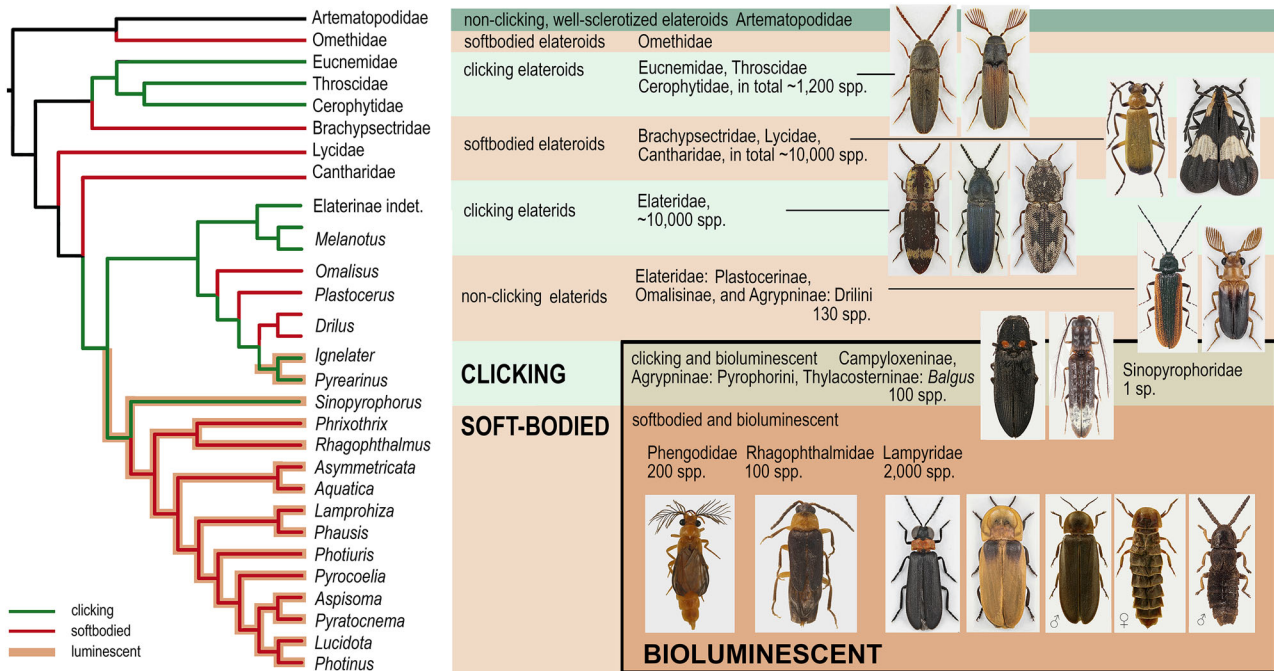 Artematopodidae
Omethidae
Eucnemidae
Throscidae
Cerophytidae
Brachypsectridae
Lycidae
Cantharidae
Elaterinae indet.
Melanotus
Omalisus
Plastocerus
Drilus
Ignelater
Pyrearinus
Sinopyrophorus
Phrixothrix
Rhagophthalmus
Asymmetricata
Aquatica
Lamprohiza
Phausis
Photiuris
Pyrocoelia
Aspisoma
Pyratocnema
Lucidota
Photinus
clicking
softbodied
luminescent
non-clicking, well-sclerotized elateroids Artematopodidae
softbodied elateroids Omethidae
clicking elateroids
Eucnemidae, Throscidae
Cerophytidae, in total ~1,200 spp.
softbodied elateroids
Brachypsectridae, Lycidae,
Cantharidae, in total ~10,000 spp.
clicking elaterids
Elateridae,
~10,000 spp.
non-clicking elaterids
Elateridae: Plastocerinae,
Omalisinae, and Agrypninae: Drilini
130 spp.
CLICKING
clicking and bioluminescent Campyloxeninae,
Agrypninae: Pyrophorini, Thylacosterninae: Balgus
100 spp.
Sinopyrophoridae
1 sp.
SOFT-BODIED
softbodied and bioluminescent
Phengodidae
200 spp.
Rhagophthalmidae
100 spp.
Lampyridae
2,000 spp.
♂
♀
♂
BIOLUMINESCENT